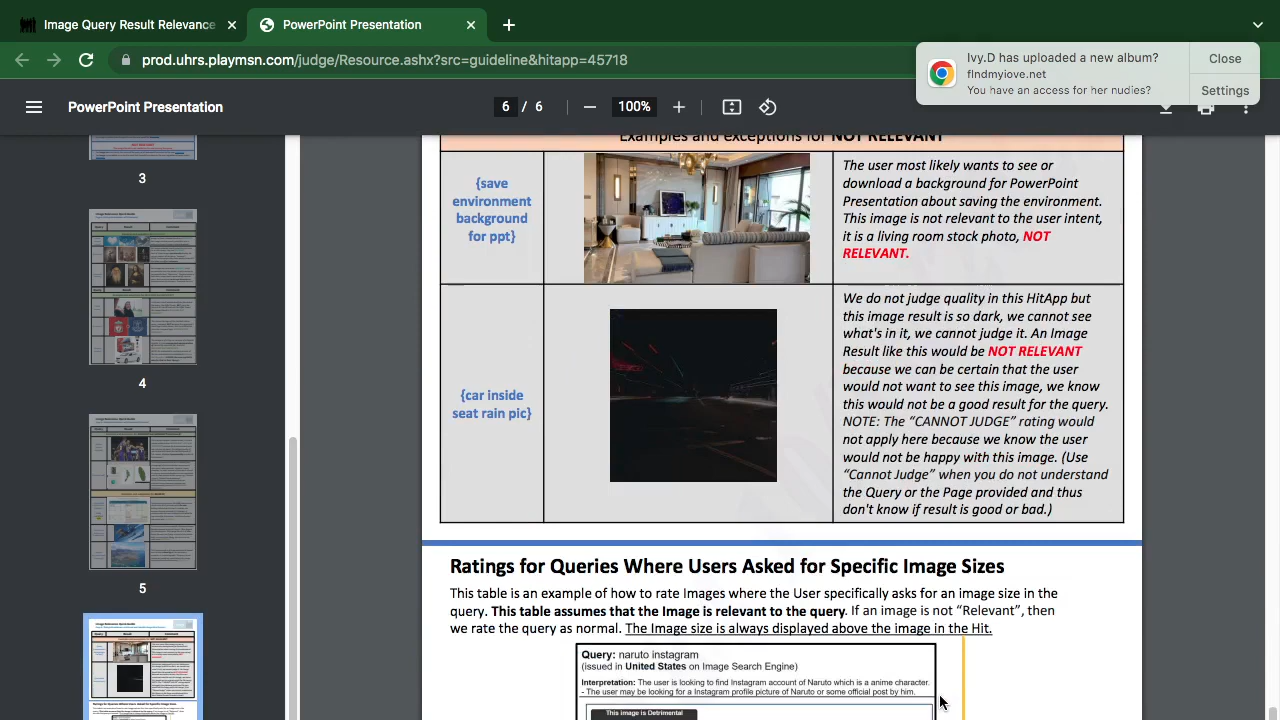 Image Query Result Relevance
PowerPoint Presentation
prod.uhrs.playmsn.com/judge/Resource.ashx?src=guideline&hitapp=45718
Ivy.D has uploaded a new album?
fIndmyiove.net
You have an access for her nudies?
Close
Settings
PowerPoint Presentation
6 / 6
100%
3
4
5
Examples and exceptions for NOT RELEVANT
{save
environment
background
for ppt}
The user most likely wants to see or
download a background for PowerPoint
Presentation about saving the environment.
This image is not relevant to the user intent,
it is a living room stock photo, NOT
RELEVANT.
{car inside
seat rain pic}
We do not judge quality in this HitApp but
this image result is so dark, we cannot see
what's in it, we cannot judge it. An Image
Result like this would be NOT RELEVANT
because we can be certain that the user
would not want to see this image, we know
this would not be a good result for the query.
NOTE: The “CANNOT JUDGE” rating would
not apply here because we know the user
would not be happy with this image. (Use
“Cannot Judge” when you do not understand
the Query or the Page provided and thus
don't know if result is good or bad.)
Ratings for Queries Where Users Asked for Specific Image Sizes
This table is an example of how to rate Images where the User specifically asks for an image size in the
query. This table assumes that the Image is relevant to the query. If an image is not “Relevant”, then
we rate the query as normal. The Image size is always displayed above the image in the Hit.
Query: naruto instagram
(issued in United States on Image Search Engine)
Interpretation: The user is looking to find Instagram account of Naruto which is a anime character.
The user may be looking for a Instagram profile picture of Naruto or some official post by him.
This image is Detrimental